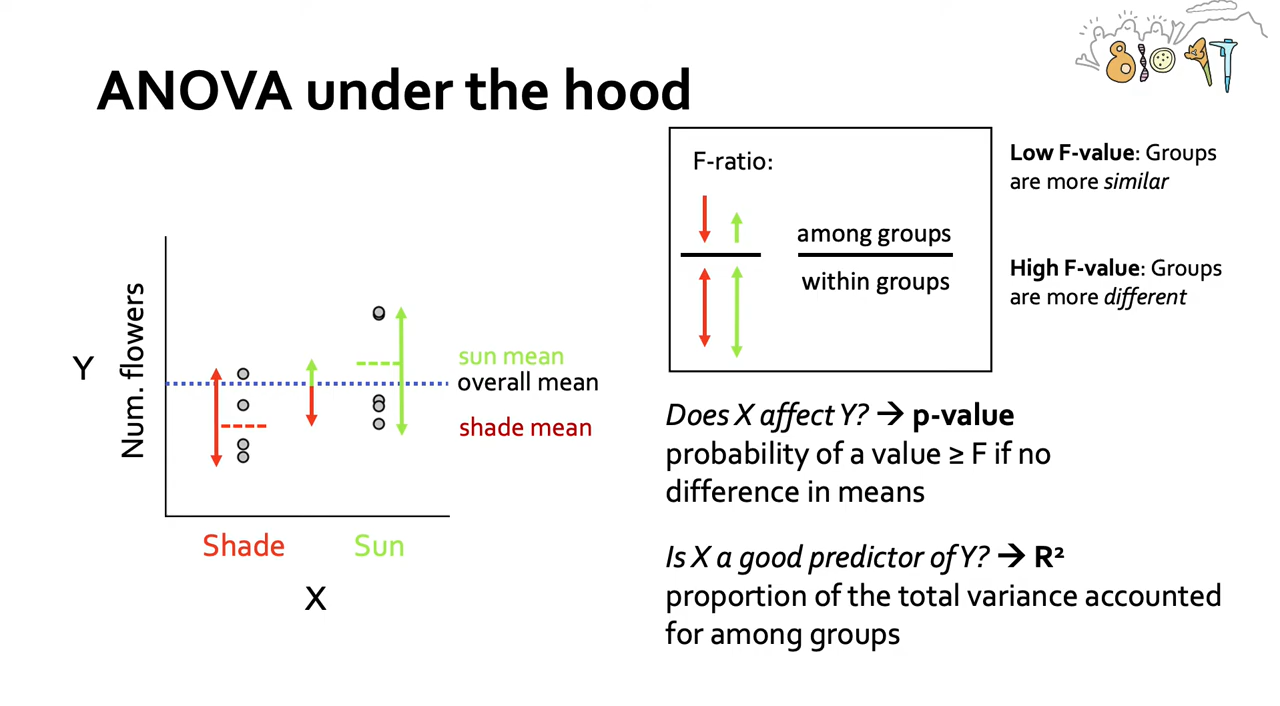 ANOVA under the hood
F-ratio:
among groups
within groups
Low F-value: Groups
are more similar
High F-value: Groups
are more different
Y
Num. flowers
sun mean
overall mean
shade mean
Shade
Sun
X
Does X affect Y? → p-value
probability of a value ≥ F if no
difference in means
Is X a good predictor of Y? → R²
proportion of the total variance accounted
for among groups